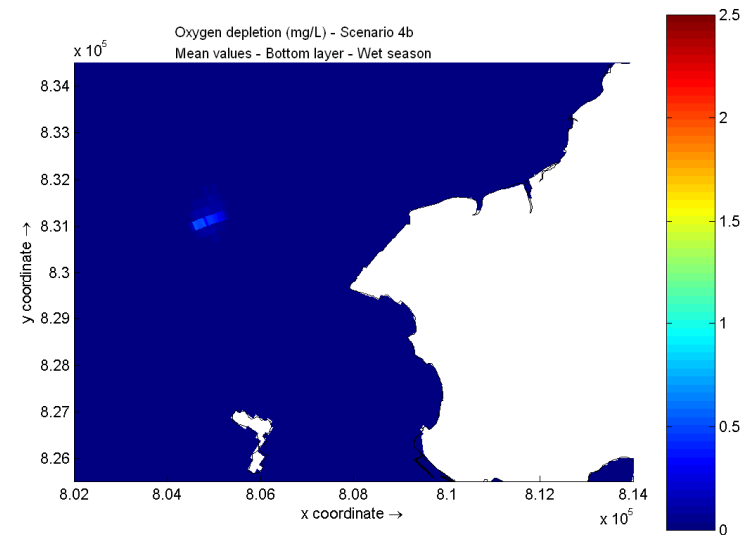 Oxygen depletion (mg/L) - Scenario 4b
Mean values - Bottom layer - Wet season
x 10^5
8.34
8.33
8.32
8.31
8.3
8.29
8.28
8.27
8.26
y coordinate →
8.02 8.04 8.06 8.08 8.1 8.12 8.14
x coordinate →
x 10^5
2.5
2
1.5
1
0.5
0